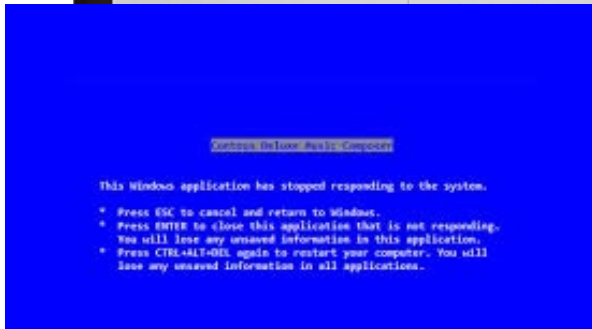 Contoso Deluxe Music Composer
This Windows application has stopped responding to the system.
* Press ESC to cancel and return to Windows.
* Press ENTER to close this application that is not responding.
You will lose any unsaved information in this application.
* Press CTRL+ALT+DEL again to restart your computer. You will
lose any unsaved information in all applications.